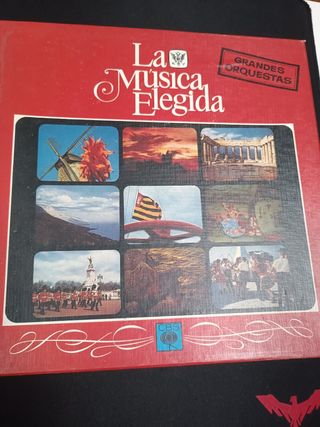 La
Música
Elegida
GRANDES
ORQUESTAS
CBS